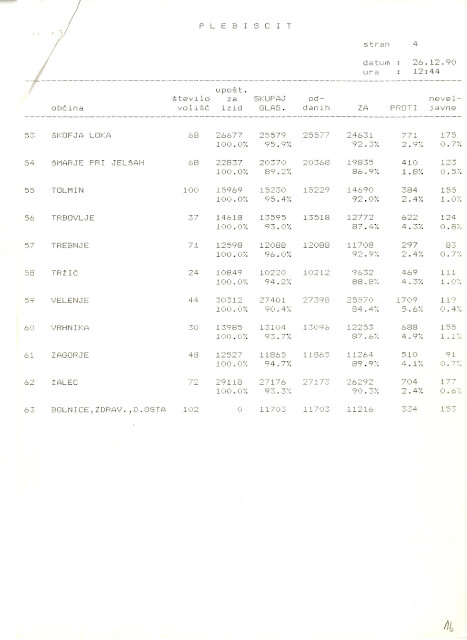 PLEBISCIT
stran 4
datum : 26.12.90
ura : 12:44
upošt.
število za SKUPAJ od- nevel-
občina volišč izid GLAS. danih ZA PROTI javne
53 ŠKOFJA LOKA 68 26677 25579 25577 24631 771 175
100.0% 95.9% 92.3% 2.9% 0.7%
54 ŠMARJE PRI JELŠAH 68 22837 20370 20368 19835 410 123
100.0% 89.2% 86.9% 1.8% 0.5%
55 TOLMIN 100 15969 15230 15229 14690 384 155
100.0% 95.4% 92.0% 2.4% 1.0%
56 TRBOVLJE 37 14618 13595 13518 12772 622 124
100.0% 93.0% 87.4% 4.3% 0.8%
57 TREBNJE 71 12598 12088 12088 11708 297 83
100.0% 96.0% 92.9% 2.4% 0.7%
58 TRŽIČ 24 10849 10220 10212 9632 469 111
100.0% 94.2% 88.8% 4.3% 1.0%
59 VELENJE 44 30312 27401 27398 25570 1709 119
100.0% 90.4% 84.4% 5.6% 0.4%
60 VRHNIKA 30 13985 13104 13096 12253 688 155
100.0% 93.7% 87.6% 4.9% 1.1%
61 ZAGORJE 48 12527 11865 11865 11264 510 91
100.0% 94.7% 89.9% 4.1% 0.7%
62 ŽALEC 72 29118 27176 27173 26292 704 177
100.0% 93.3% 90.3% 2.4% 0.6%
63 BOLNICE,ZDRAV.,D.OSTA 102 0 11703 11703 11216 334 153
16